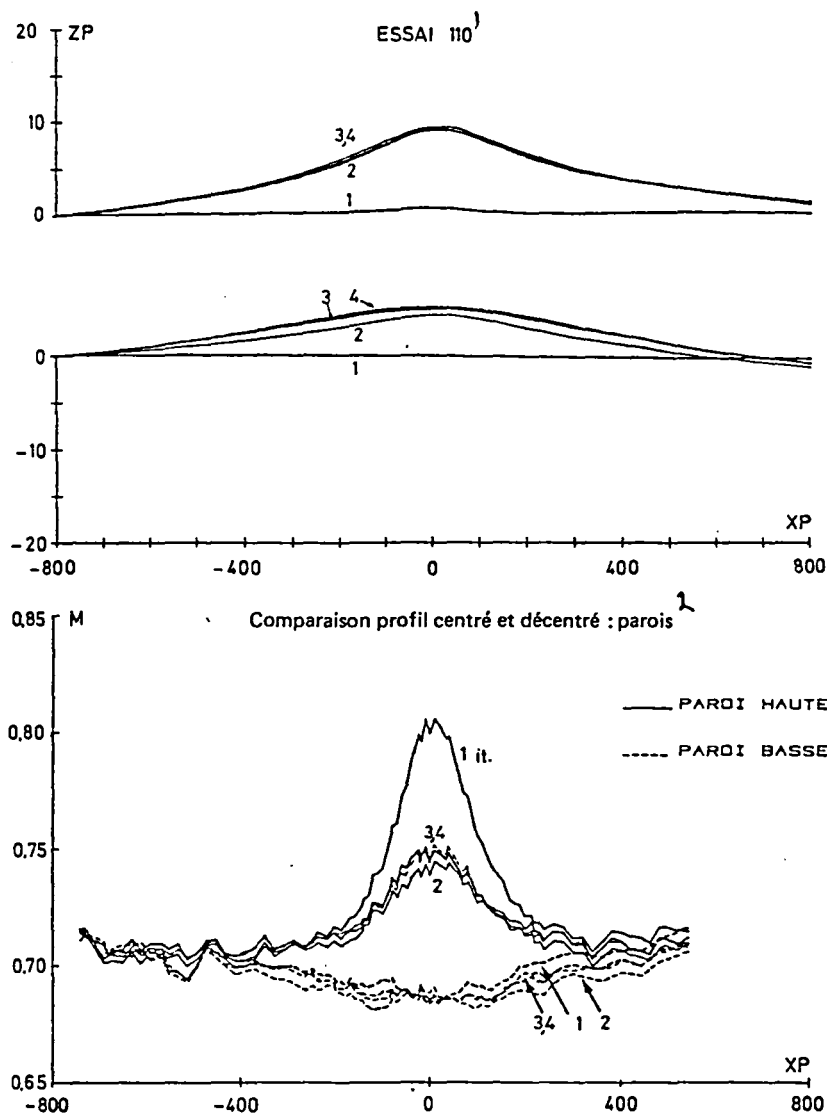 20 ZP ESSAI 110 1
10
3,4
2
1
0
3 4
2
0
1
-10
XP
-20
-800 -400 0 400 800
0,85 M Comparaison profil centré et décentré : parois 2
PAROI HAUTE
0,80
1 it.
PAROI BASSE
3,4
0,75
2
0,70
3,4 1 2
XP
0,65
-800 -400 0 400 800